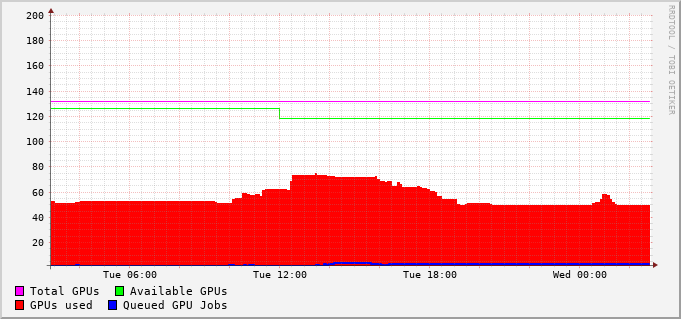 200
180
160
140
120
100
80
60
40
20
Tue 06:00 Tue 12:00 Tue 18:00 Wed 00:00
Total GPUs Available GPUs
GPUs used Queued GPU Jobs
RRDTOOL / TOBI OETIKER